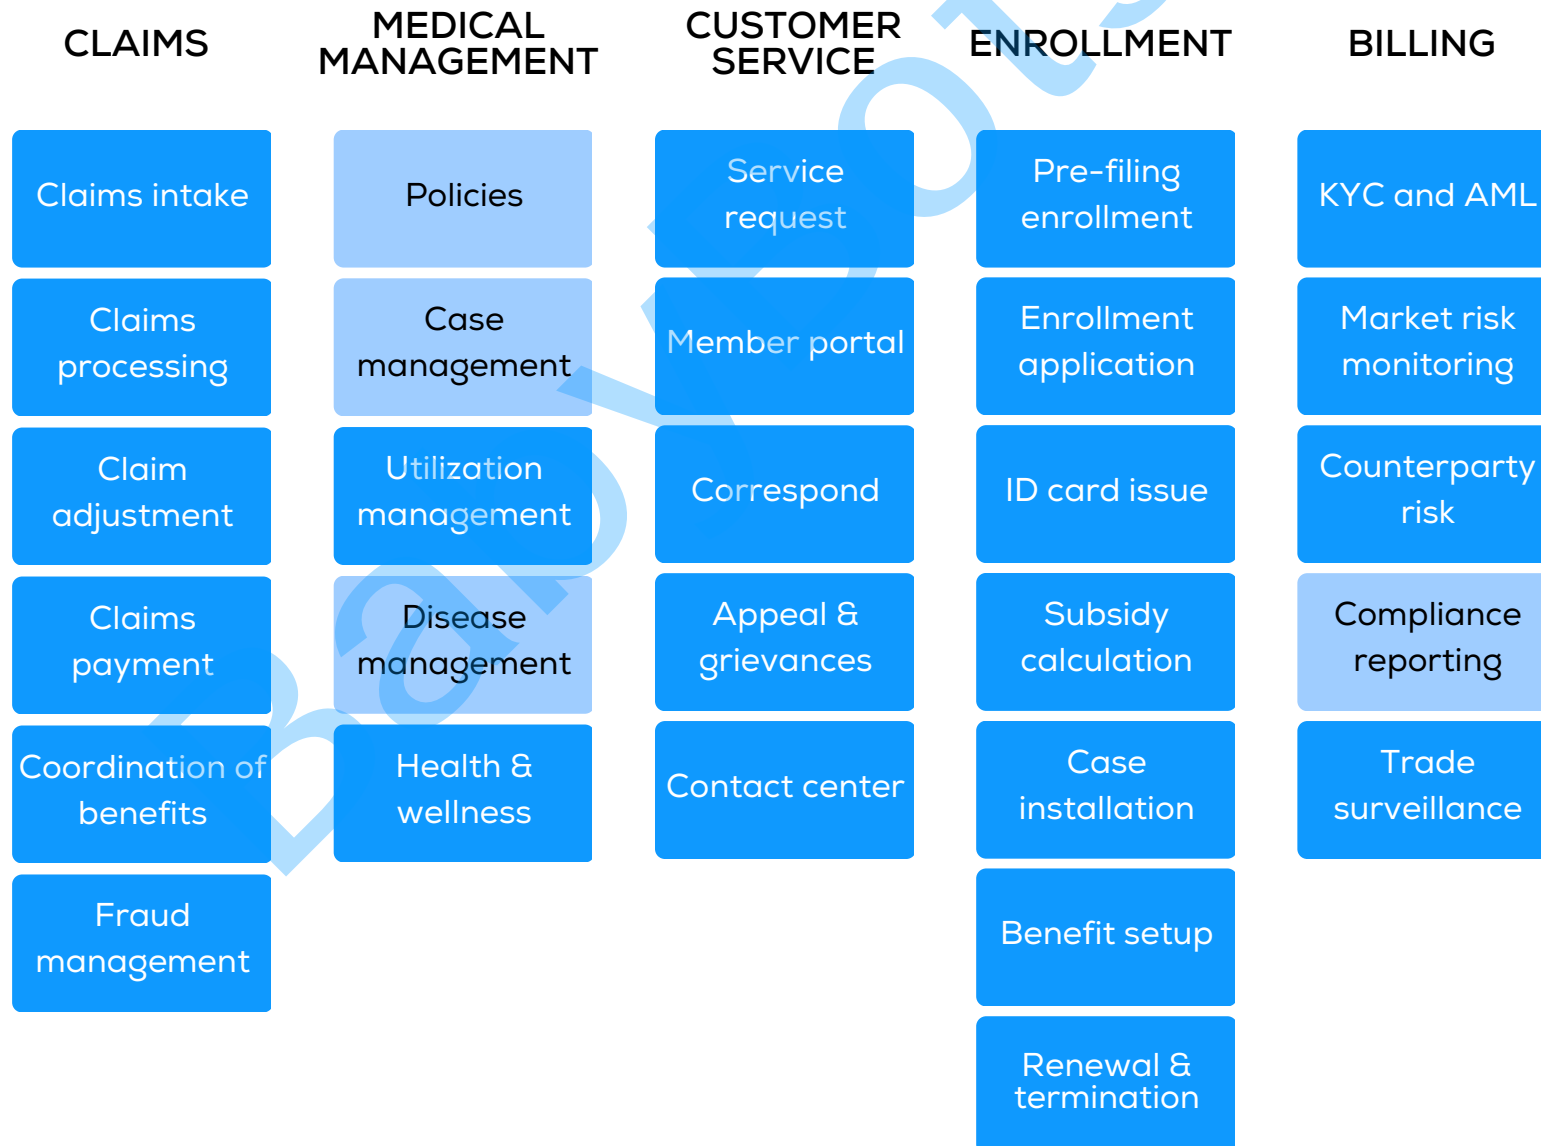 CLAIMS
Claims intake
Claims
processing
Claim
adjustment
Claims
payment
Coordination of
benefits
Fraud
management
MEDICAL
MANAGEMENT
Policies
Case
management
Utilization
management
Disease
management
Health &
wellness
CUSTOMER
SERVICE
Service
request
Member portal
Correspond
Appeal &
grievances
Contact center
ENROLLMENT
Pre-filing
enrollment
Enrollment
application
ID card issue
Subsidy
calculation
Case
installation
Benefit setup
Renewal &
termination
BILLING
KYC and AML
Market risk
monitoring
Counterparty
risk
Compliance
reporting
Trade
surveillance
BabyBots